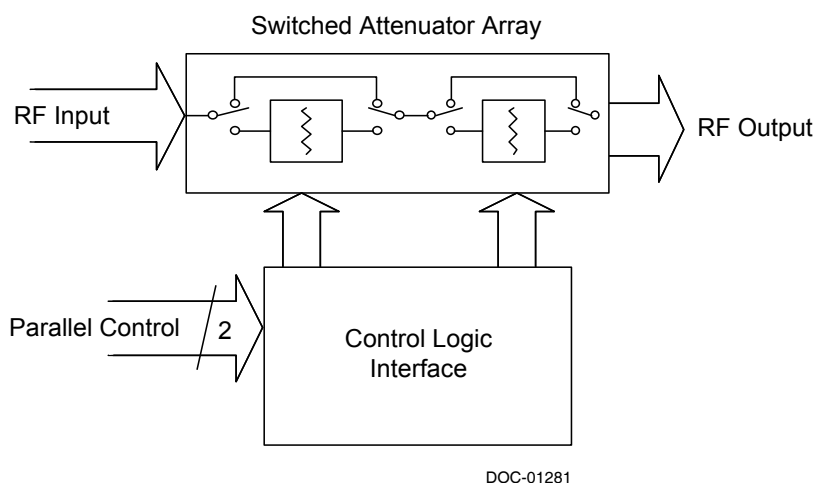 Switched Attenuator Array
RF Input
RF Output
Parallel Control
2
Control Logic
Interface
DOC-01281